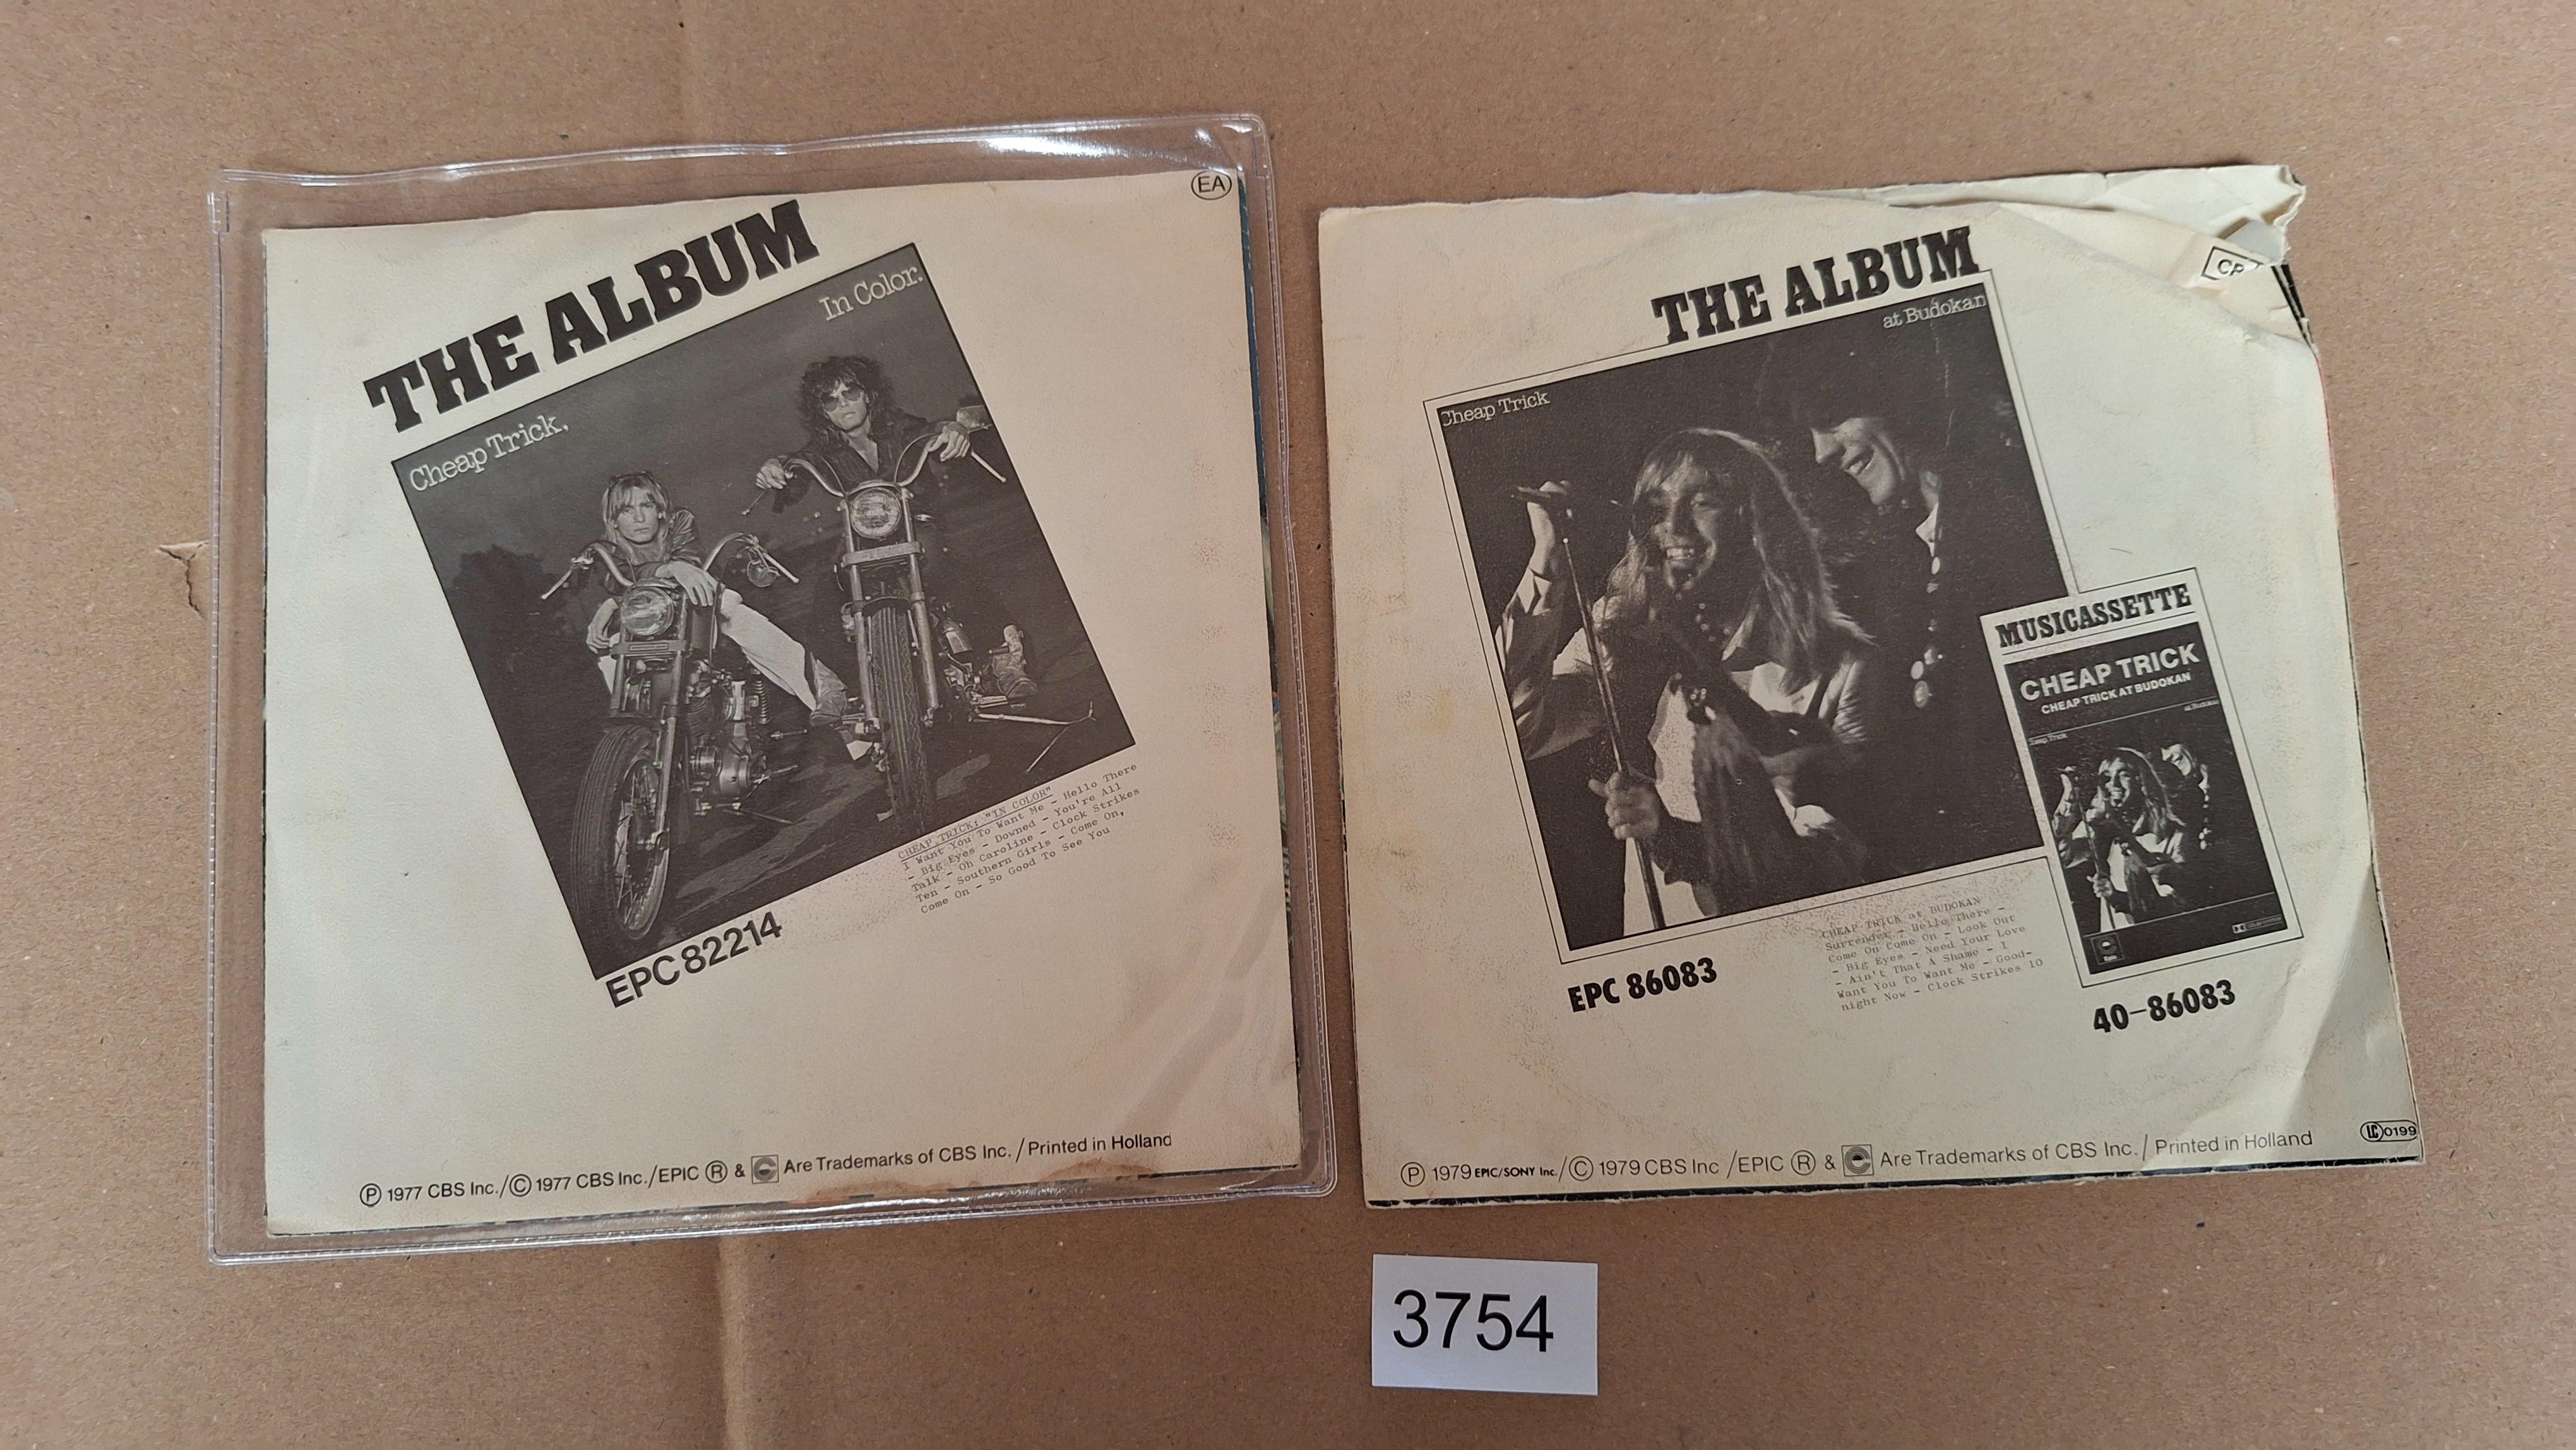 EA
THE ALBUM
Cheap Trick,
In Color.
CHEAP TRICK: "IN COLOR"
I Want You To Want Me - Hello There
- Big Eyes - Downed - You're All
Talk - Oh Caroline - Clock Strikes
Ten - Southern Girls - Come On,
Come On - So Good To See You
EPC 82214
Ⓟ 1977 CBS Inc./Ⓒ 1977 CBS Inc./EPIC Ⓡ & Are Trademarks of CBS Inc./Printed in Holland
CP
THE ALBUM
at Budokan
Cheap Trick
MUSICASSETTE
CHEAP TRICK
CHEAP TRICK AT BUDOKAN
at Budokan
Cheap Trick
CHEAP TRICK at BUDOKAN
Surrender - Hello There -
Come On Come On - Look Out
- Big Eyes - Need Your Love
- Ain't That A Shame - I
Want You To Want Me - Good-
night Now - Clock Strikes 10
EPC 86083
40-86083
LC 0199
Ⓟ 1979 EPIC/SONY Inc./Ⓒ 1979 CBS Inc /EPIC Ⓡ & Are Trademarks of CBS Inc./Printed in Holland
3754